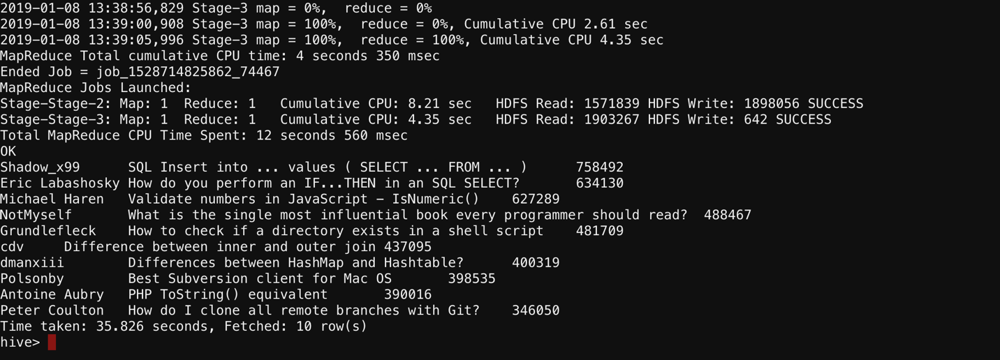 2019-01-08 13:38:56,829 Stage-3 map = 0%,  reduce = 0%
2019-01-08 13:39:00,908 Stage-3 map = 100%,  reduce = 0%, Cumulative CPU 2.61 sec
2019-01-08 13:39:05,996 Stage-3 map = 100%,  reduce = 100%, Cumulative CPU 4.35 sec
MapReduce Total cumulative CPU time: 4 seconds 350 msec
Ended Job = job_1528714825862_74467
MapReduce Jobs Launched:
Stage-Stage-2: Map: 1  Reduce: 1   Cumulative CPU: 8.21 sec   HDFS Read: 1571839 HDFS Write: 1898056 SUCCESS
Stage-Stage-3: Map: 1  Reduce: 1   Cumulative CPU: 4.35 sec   HDFS Read: 1903267 HDFS Write: 642 SUCCESS
Total MapReduce CPU Time Spent: 12 seconds 560 msec
OK
Shadow_x99      SQL Insert into ... values ( SELECT ... FROM ... )      758492
Eric Labashosky How do you perform an IF...THEN in an SQL SELECT?       634130
Michael Haren   Validate numbers in JavaScript - IsNumeric()    627289
NotMyself       What is the single most influential book every programmer should read?  488467
Grundlefleck    How to check if a directory exists in a shell script    481709
cdv     Difference between inner and outer join 437095
dmanxiii        Differences between HashMap and Hashtable?      400319
Polsonby        Best Subversion client for Mac OS       398535
Antoine Aubry   PHP ToString() equivalent       390016
Peter Coulton   How do I clone all remote branches with Git?    346050
Time taken: 35.826 seconds, Fetched: 10 row(s)
hive>